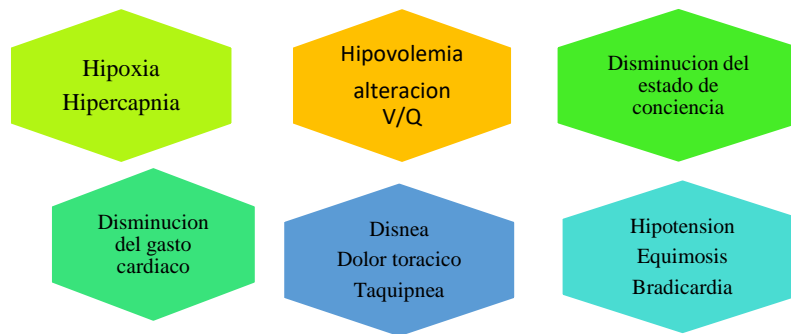 Hipoxia
Hipercapnia
Hipovolemia
alteracion
V/Q
Disminucion del
estado de
conciencia
Disminucion
del gasto
cardiaco
Disnea
Dolor toracico
Taquipnea
Hipotension
Equimosis
Bradicardia